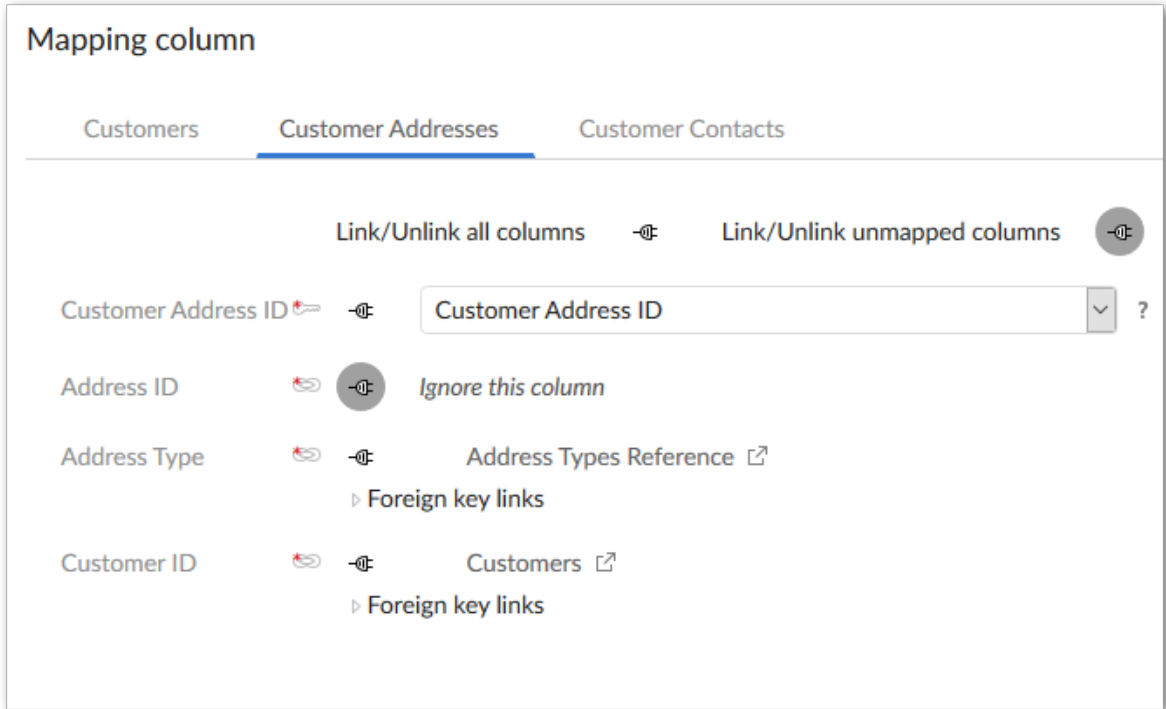 Mapping column
Customers Customer Addresses Customer Contacts
Link/Unlink all columns Link/Unlink unmapped columns
Customer Address ID * Customer Address ID ?
Address ID * Ignore this column
Address Type * Address Types Reference
Foreign key links
Customer ID * Customers
Foreign key links